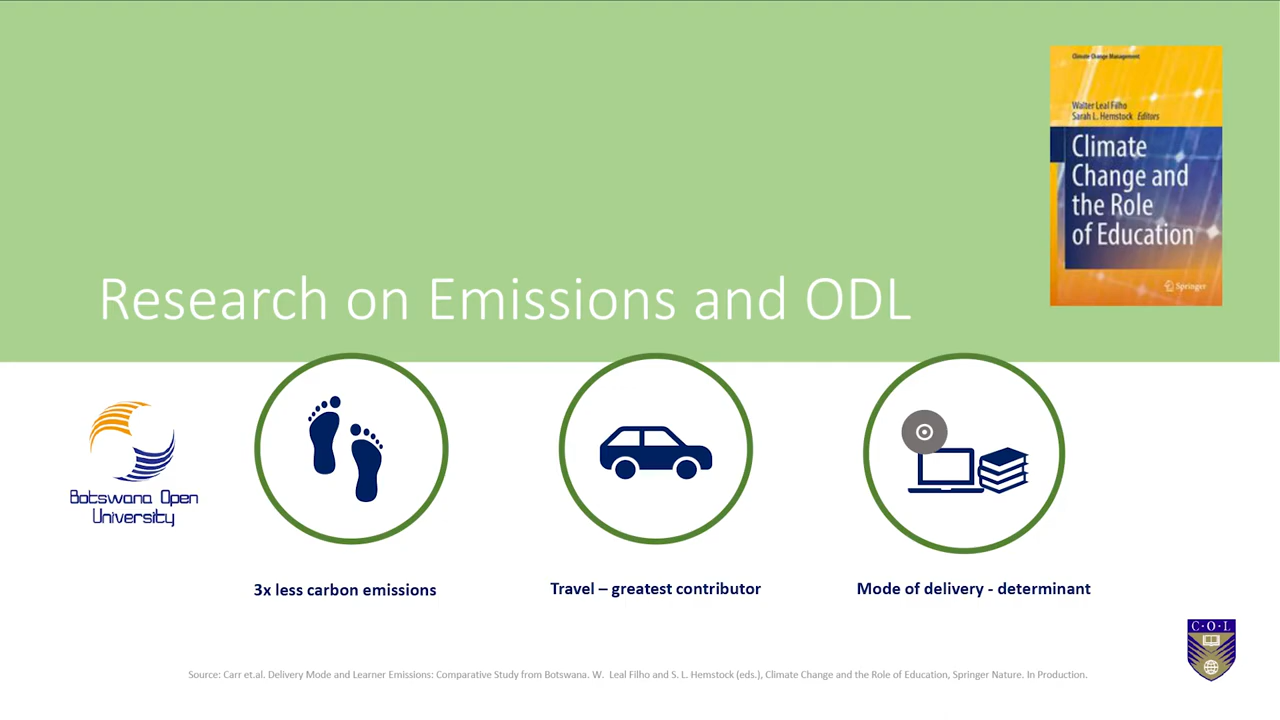 Climate Change Management
Walter Leal Filho
Sarah L. Hemstock Editors
Climate
Change and
the Role
of Education
Springer
Research on Emissions and ODL
Botswana Open
University
3x less carbon emissions
Travel – greatest contributor
Mode of delivery - determinant
C·O·L
Source: Carr et.al. Delivery Mode and Learner Emissions: Comparative Study from Botswana. W. Leal Filho and S. L. Hemstock (eds.), Climate Change and the Role of Education, Springer Nature. In Production.